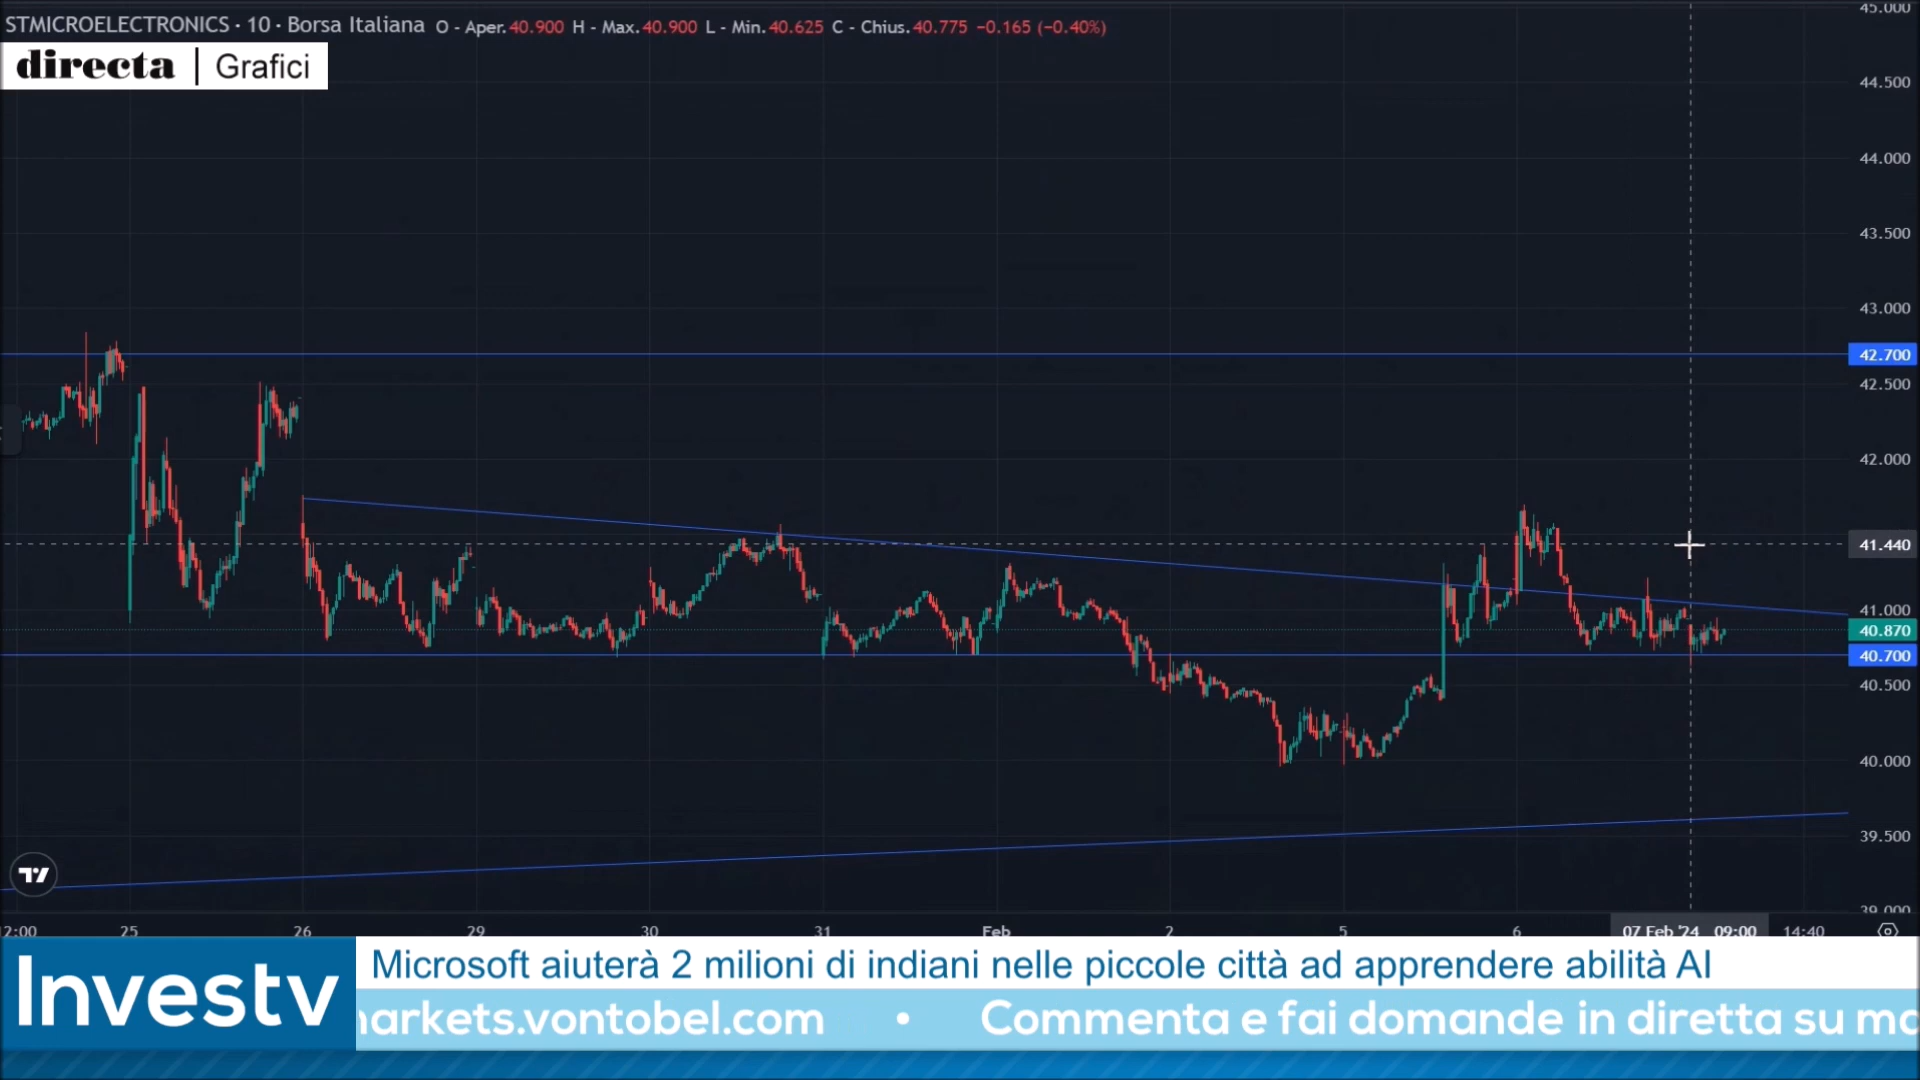 STMICROELECTRONICS · 10 · Borsa Italiana O - Aper.40.900 H - Max.40.900 L - Min.40.625 C - Chius.40.775 −0.165 (−0.40%)
directa | Grafici
45.000
44.500
44.000
43.500
43.000
42.700
42.500
42.000
41.440
41.000
40.870
40.700
40.500
40.000
39.500
39.000
12:00 25 26 29 30 31 Feb 2 5 6 07 Feb '24 09:00 14:40
Investv
Microsoft aiuterà 2 milioni di indiani nelle piccole città ad apprendere abilità AI
markets.vontobel.com • Commenta e fai domande in diretta su